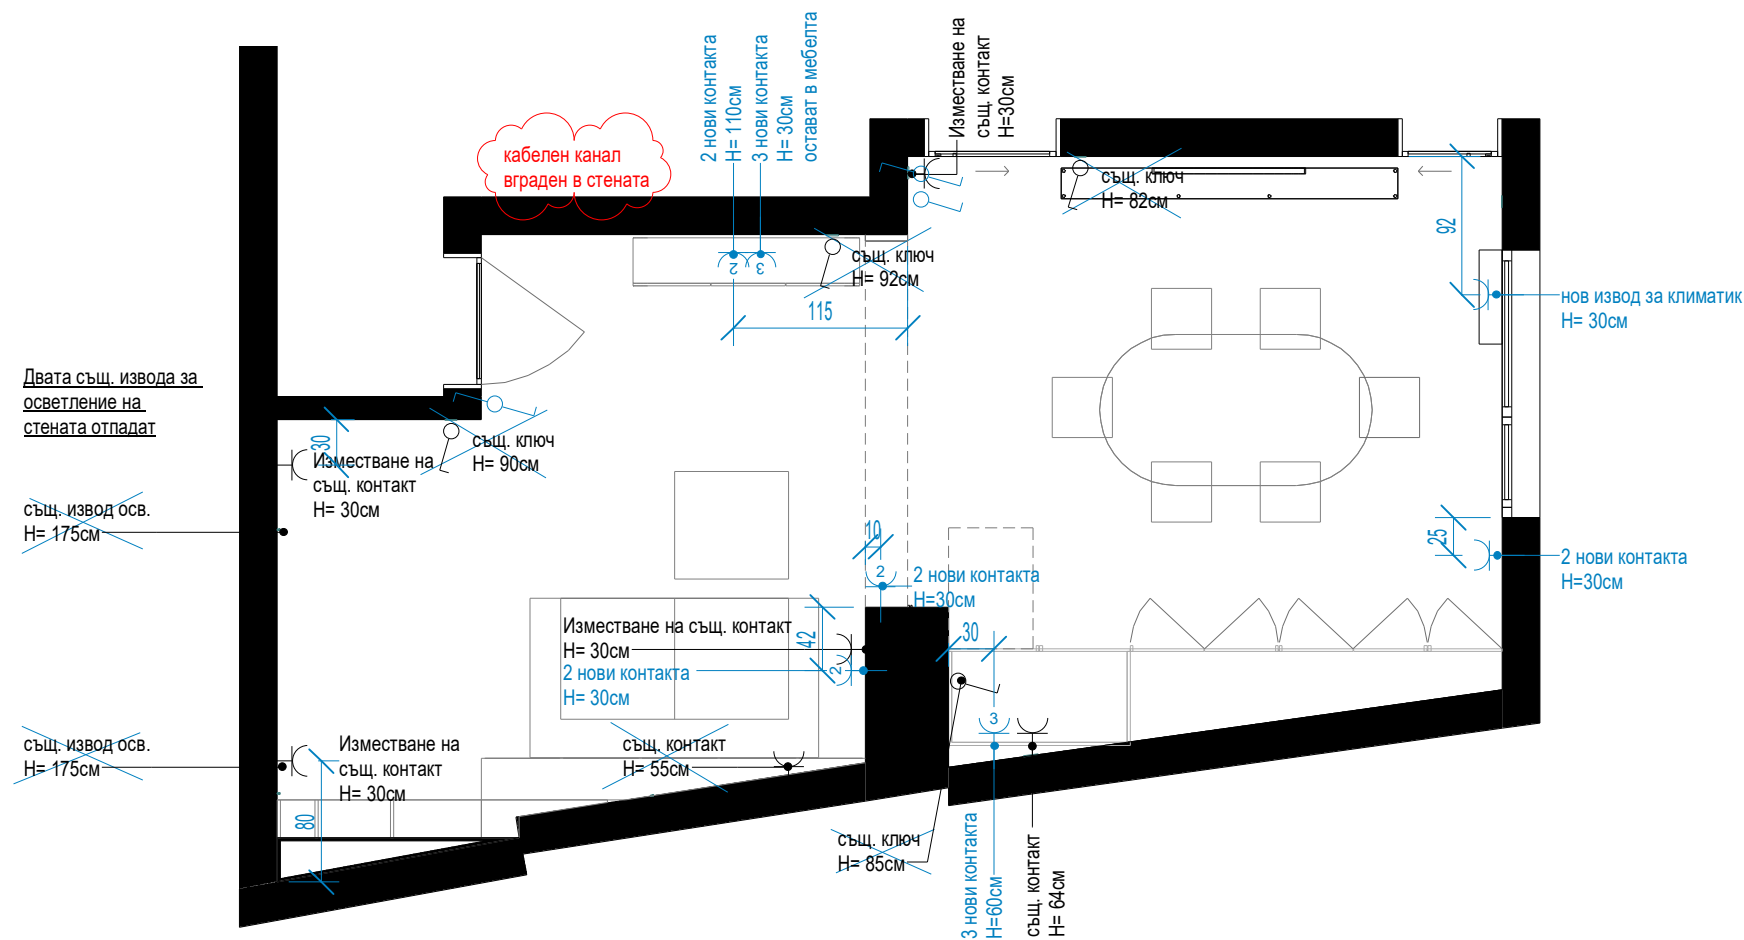 2 нови контакта
H= 110см
3 нови контакта
H= 30см
остават в мебелта
Изместване на
същ. контакт
H=30см
кабелен канал
вграден в стената
същ. ключ
H= 82см
92
2
3
същ. ключ
H= 92см
115
нов извод за климатик
H= 30см
Двата същ. извода за
осветление на
стената отпадат
30
същ. ключ
H= 90см
Изместване на
същ. контакт
H= 30см
същ. извод осв.
H= 175см
10
25
2
2 нови контакта
H=30см
2 нови контакта
H=30см
Изместване на същ. контакт
H= 30см
42
2 нови контакта
H= 30см
2
30
3
същ. извод осв.
H= 175см
Изместване на
същ. контакт
H= 30см
същ. контакт
H= 55см
80
същ. ключ
H= 85см
3 нови контакта
H=60см
същ. контакт
H= 64см